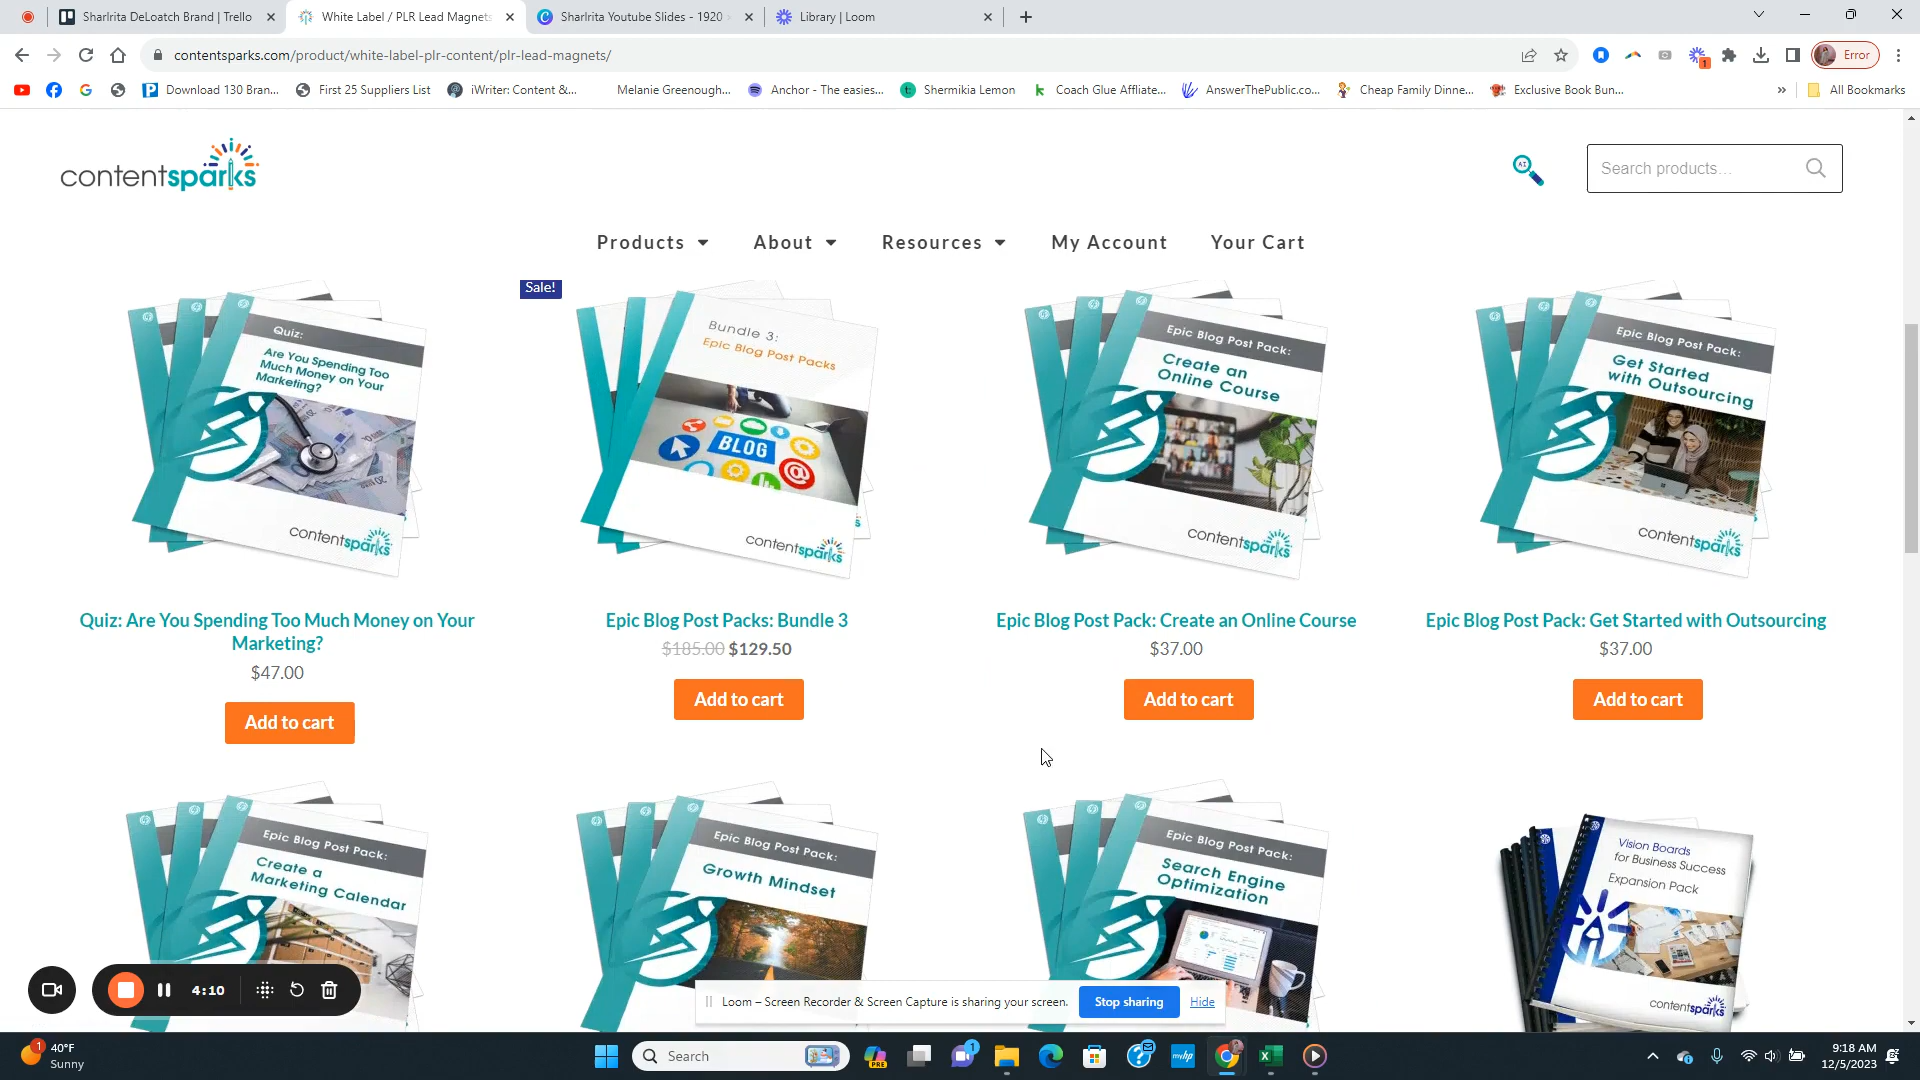 SharIrita DeLoatch Brand | Trello
White Label / PLR Lead Magnets
SharIrita Youtube Slides - 1920
Library | Loom
contentsparks.com/product/white-label-plr-content/plr-lead-magnets/
1
Error
Download 130 Bran...
First 25 Suppliers List
iWriter: Content &...
Melanie Greenough...
Anchor - The easies...
Shermikia Lemon
Coach Glue Affliate...
AnswerThePublic.co...
Cheap Family Dinne...
Exclusive Book Bun...
»
All Bookmarks
contentsparks
AI
Search products...
Products
About
Resources
My Account
Your Cart
Sale!
Quiz:
Are You Spending Too
Much Money on Your
Marketing?
contentsparks
Bundle 3:
Epic Blog Post Packs
BLOG
contentsparks
Epic Blog Post Pack:
Create an
Online Course
contentsparks
Epic Blog Post Pack:
Get Started
with Outsourcing
contentsparks
Quiz: Are You Spending Too Much Money on Your
Marketing?
$47.00
Add to cart
Epic Blog Post Packs: Bundle 3
$185.00 $129.50
Add to cart
Epic Blog Post Pack: Create an Online Course
$37.00
Add to cart
Epic Blog Post Pack: Get Started with Outsourcing
$37.00
Add to cart
Epic Blog Post Pack:
Create a
Marketing Calendar
Epic Blog Post Pack:
Growth Mindset
Epic Blog Post Pack:
Search Engine
Optimization
Vision Boards
for Business Success
Expansion Pack
contentsparks
4:10
Loom – Screen Recorder & Screen Capture is sharing your screen.
Stop sharing
Hide
1
40°F
Sunny
Search
PRE
1
myhp
9:18 AM
12/5/2023